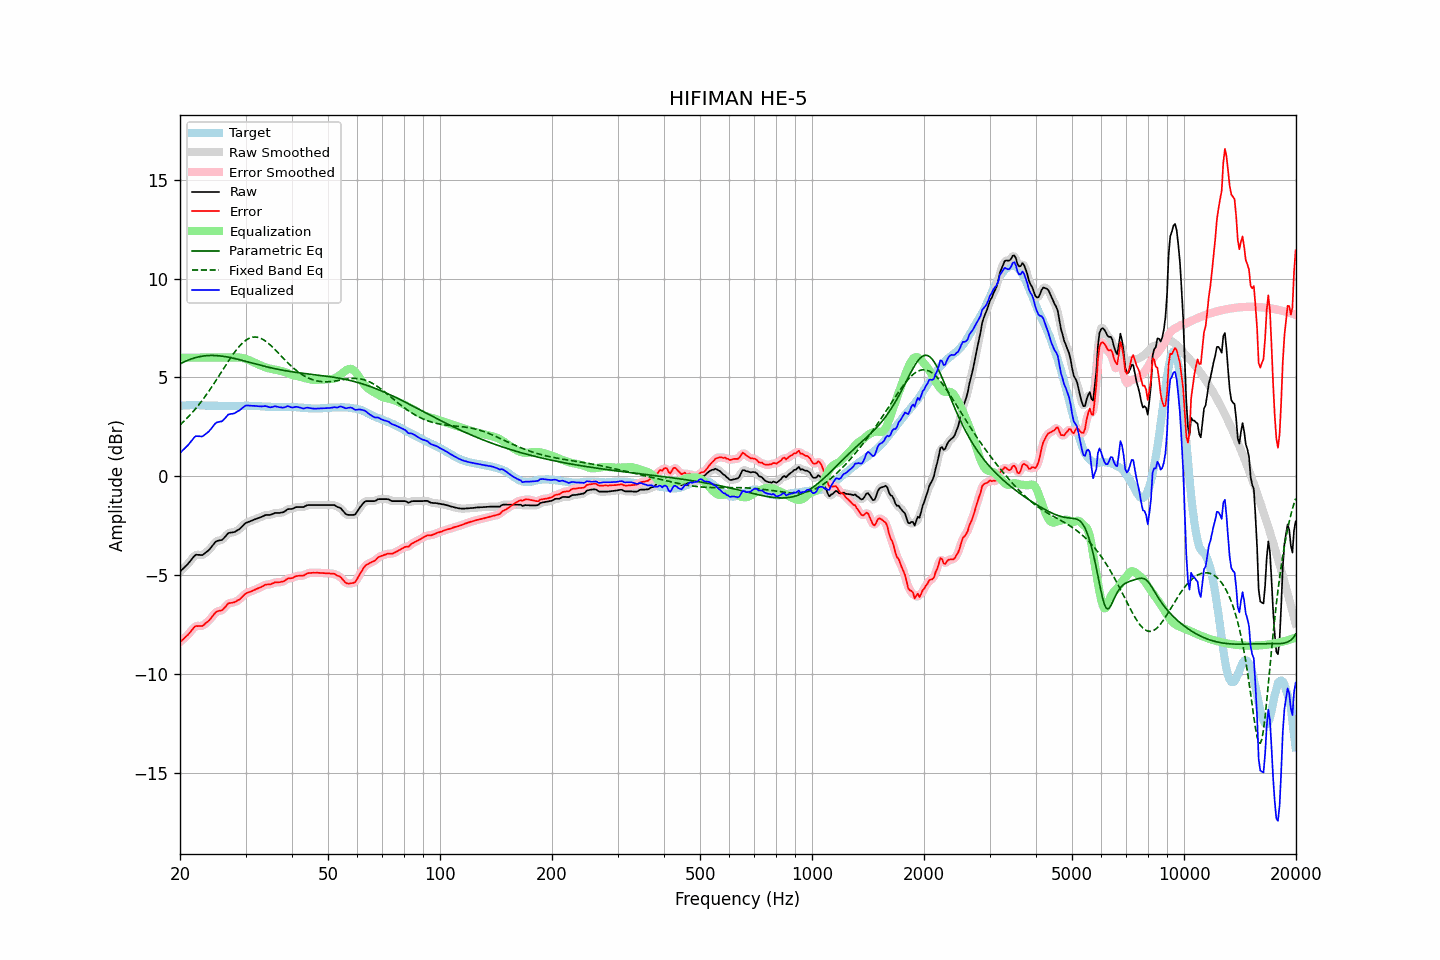 HIFIMAN HE-5
Target
Raw Smoothed
Error Smoothed
Raw
Error
Equalization
Parametric Eq
Fixed Band Eq
Equalized
15
10
5
0
−5
−10
−15
Amplitude (dBr)
20
50
100
200
500
1000
2000
5000
10000
20000
Frequency (Hz)